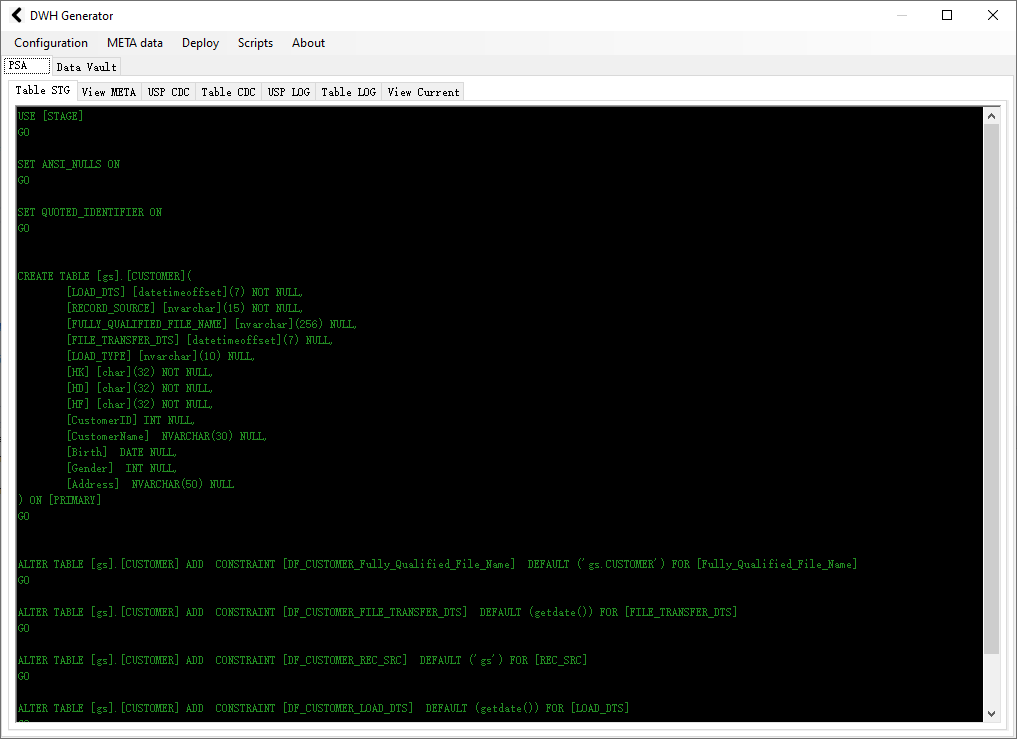 DWH Generator
Configuration META data Deploy Scripts About
PSA Data Vault
Table STG View META USP CDC Table CDC USP LOG Table LOG View Current
USE [STAGE]
GO
SET ANSI_NULLS ON
GO
SET QUOTED_IDENTIFIER ON
GO
CREATE TABLE [gs].[CUSTOMER](
[LOAD_DTS] [datetimeoffset](7) NOT NULL,
[RECORD_SOURCE] [nvarchar](15) NOT NULL,
[FULLY_QUALIFIED_FILE_NAME] [nvarchar](256) NULL,
[FILE_TRANSFER_DTS] [datetimeoffset](7) NULL,
[LOAD_TYPE] [nvarchar](10) NULL,
[HK] [char](32) NOT NULL,
[HD] [char](32) NOT NULL,
[HF] [char](32) NOT NULL,
[CustomerID] INT NULL,
[CustomerName]  NVARCHAR(30) NULL,
[Birth]  DATE NULL,
[Gender]  INT NULL,
[Address]  NVARCHAR(50) NULL
) ON [PRIMARY]
GO
ALTER TABLE [gs].[CUSTOMER] ADD  CONSTRAINT [DF_CUSTOMER_Fully_Qualified_File_Name]  DEFAULT ('gs.CUSTOMER') FOR [Fully_Qualified_File_Name]
GO
ALTER TABLE [gs].[CUSTOMER] ADD  CONSTRAINT [DF_CUSTOMER_FILE_TRANSFER_DTS]  DEFAULT (getdate()) FOR [FILE_TRANSFER_DTS]
GO
ALTER TABLE [gs].[CUSTOMER] ADD  CONSTRAINT [DF_CUSTOMER_REC_SRC]  DEFAULT ('gs') FOR [REC_SRC]
GO
ALTER TABLE [gs].[CUSTOMER] ADD  CONSTRAINT [DF_CUSTOMER_LOAD_DTS]  DEFAULT (getdate()) FOR [LOAD_DTS]